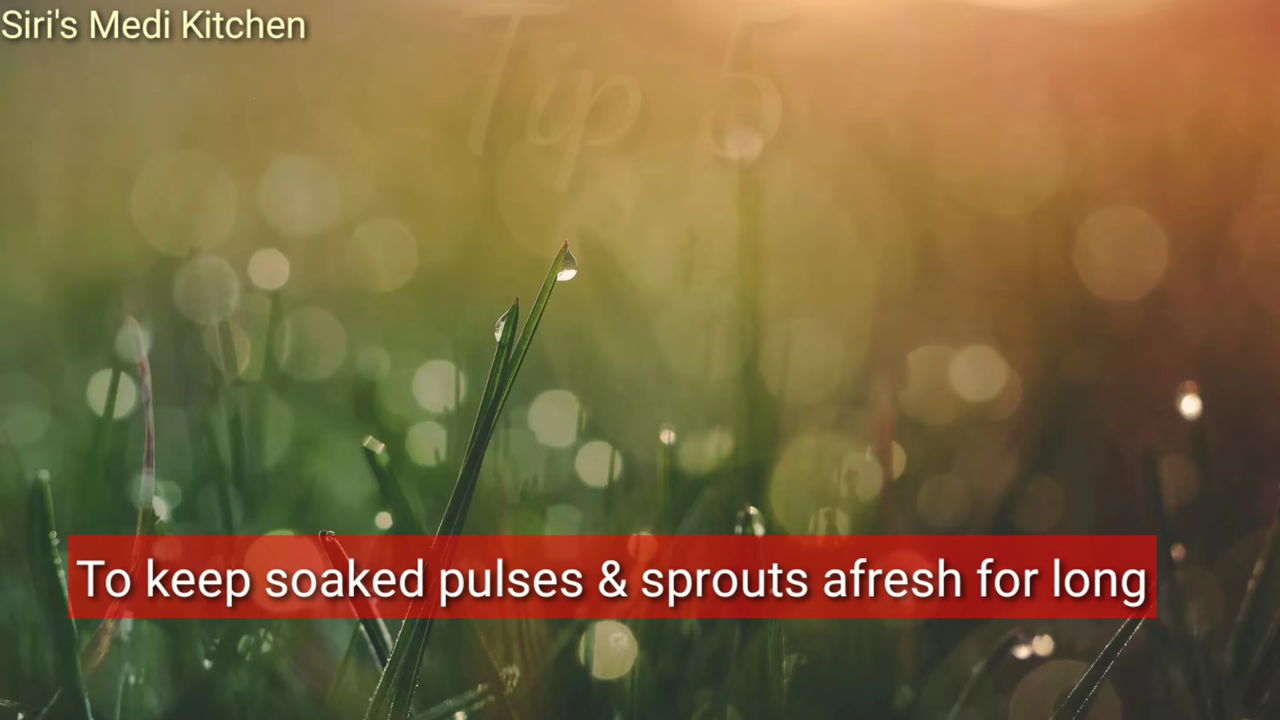 Siri's Medi Kitchen
Tip 5
To keep soaked pulses & sprouts afresh for long